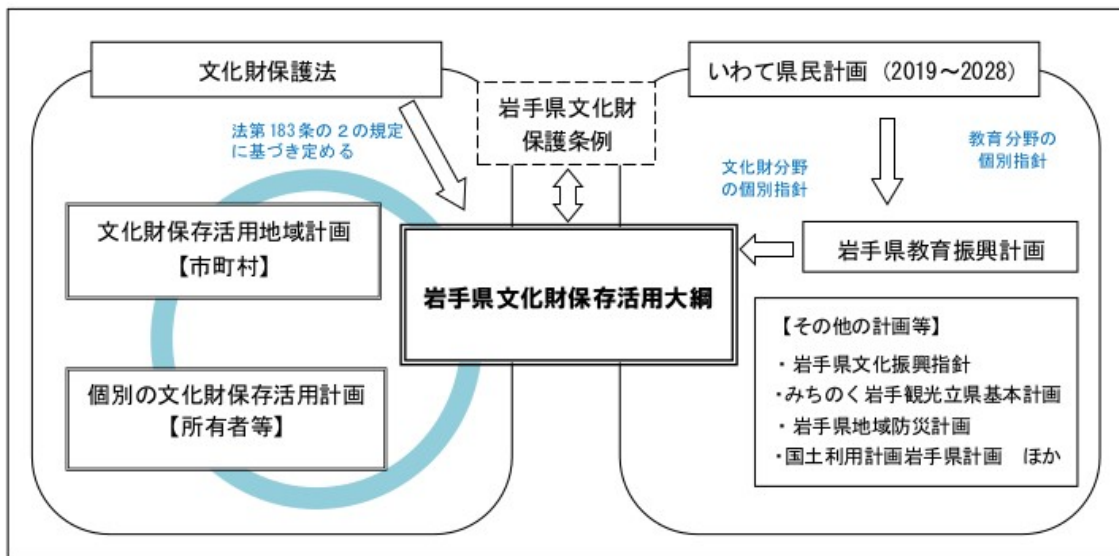 文化財保護法
いわて県民計画（2019～2028）
岩手県文化財
保護条例
法第183条の２の規定
に基づき定める
教育分野の
個別指針
文化財分野
の個別指針
文化財保存活用地域計画
【市町村】
岩手県教育振興計画
岩手県文化財保存活用大綱
【その他の計画等】
・岩手県文化振興指針
・みちのく岩手観光立県基本計画
・岩手県地域防災計画
・国土利用計画岩手県計画　ほか
個別の文化財保存活用計画
【所有者等】